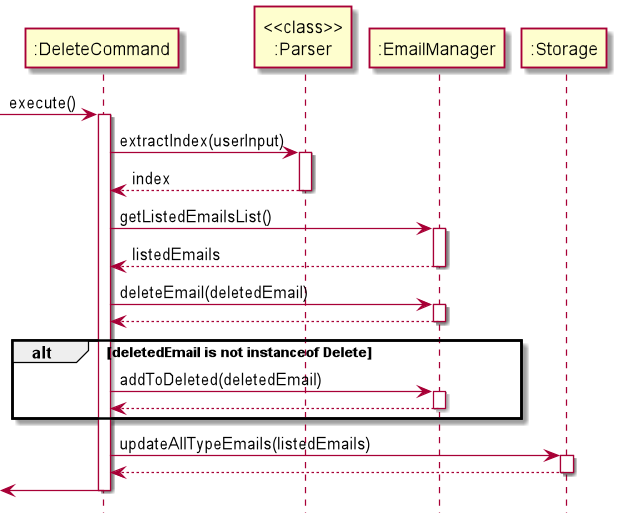 <<class>>
:DeleteCommand
:Parser
:EmailManager
:Storage
execute()
extractIndex(userInput)
index
getListedEmailsList()
listedEmails
deleteEmail(deletedEmail)
alt
[deletedEmail is not instanceof Delete]
addToDeleted(deletedEmail)
updateAllTypeEmails(listedEmails)